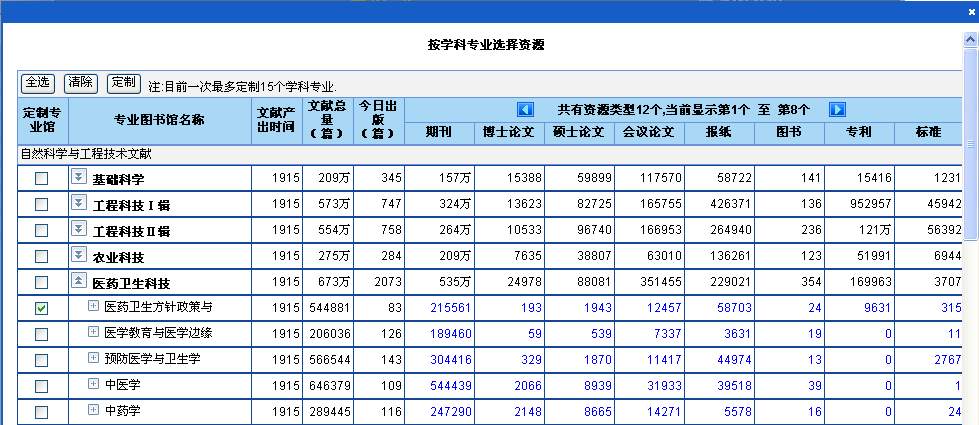 按学科专业选择资源
全选 清除 定制 注:目前一次最多定制15个学科专业.
定制专业馆 专业图书馆名称 文献产出时间 文献总量（篇） 今日出版（篇） 共有资源类型12个,当前显示第1个 至 第8个
期刊 博士论文 硕士论文 会议论文 报纸 图书 专利 标准
自然科学与工程技术文献
基础科学 1915 209万 345 157万 15388 59899 117570 58722 141 15416 1231
工程科技Ⅰ辑 1915 573万 747 324万 13623 82725 165755 426371 136 952957 45942
工程科技Ⅱ辑 1915 554万 758 264万 10533 96740 166953 264940 236 121万 56392
农业科技 1915 275万 284 209万 7635 38807 63010 136261 123 51991 6944
医药卫生科技 1915 673万 2073 535万 24978 88081 351455 229021 354 169963 3707
医药卫生方针政策与 1915 544881 83 215561 193 1943 12457 58703 24 9631 315
医学教育与医学边缘 1915 206036 126 189460 59 539 7337 3631 19 0 11
预防医学与卫生学 1915 566544 143 304416 329 1870 11417 44974 13 0 2767
中医学 1915 646379 109 544439 2066 8939 31933 39518 39 0 1
中药学 1915 289445 116 247290 2148 8665 14271 5578 16 0 24